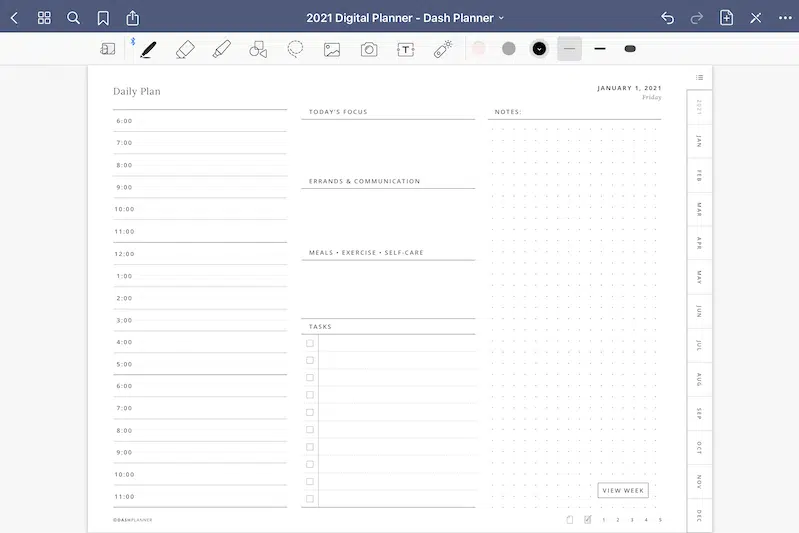 2021 Digital Planner - Dash Planner
T
Daily Plan
JANUARY 1, 2021
Friday
6:00
7:00
8:00
9:00
10:00
11:00
12:00
1:00
2:00
3:00
4:00
5:00
6:00
7:00
8:00
9:00
10:00
11:00
TODAY'S FOCUS
ERRANDS & COMMUNICATION
MEALS • EXERCISE • SELF-CARE
TASKS
NOTES:
VIEW WEEK
2021
JAN
FEB
MAR
APR
MAY
JUN
JUL
AUG
SEP
OCT
NOV
DEC
©DASHPLANNER
1 2 3 4 5